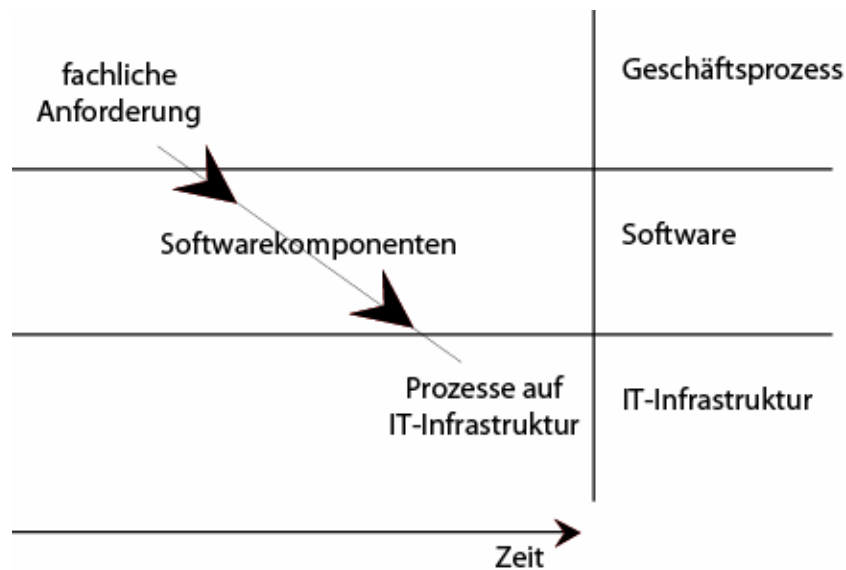 fachliche
Anforderung
Geschäftsprozess
Softwarekomponenten
Software
Prozesse auf
IT-Infrastruktur
IT-Infrastruktur
Zeit